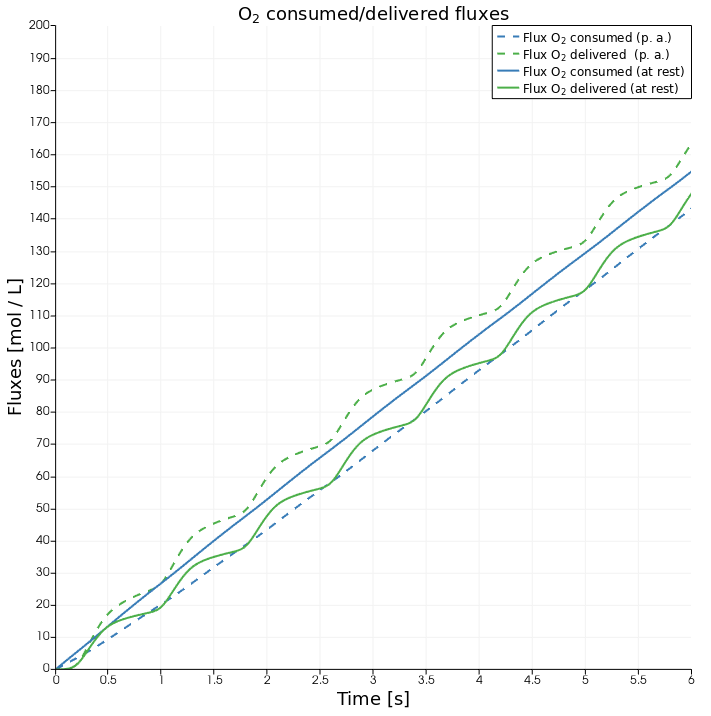 O₂ consumed/delivered fluxes
Flux O₂ consumed (p. a.)
Flux O₂ delivered  (p. a.)
Flux O₂ consumed (at rest)
Flux O₂ delivered (at rest)
Fluxes [mol / L]
200
190
180
170
160
150
140
130
120
110
100
90
80
70
60
50
40
30
20
10
0
0 0.5 1 1.5 2 2.5 3 3.5 4 4.5 5 5.5 6
Time [s]